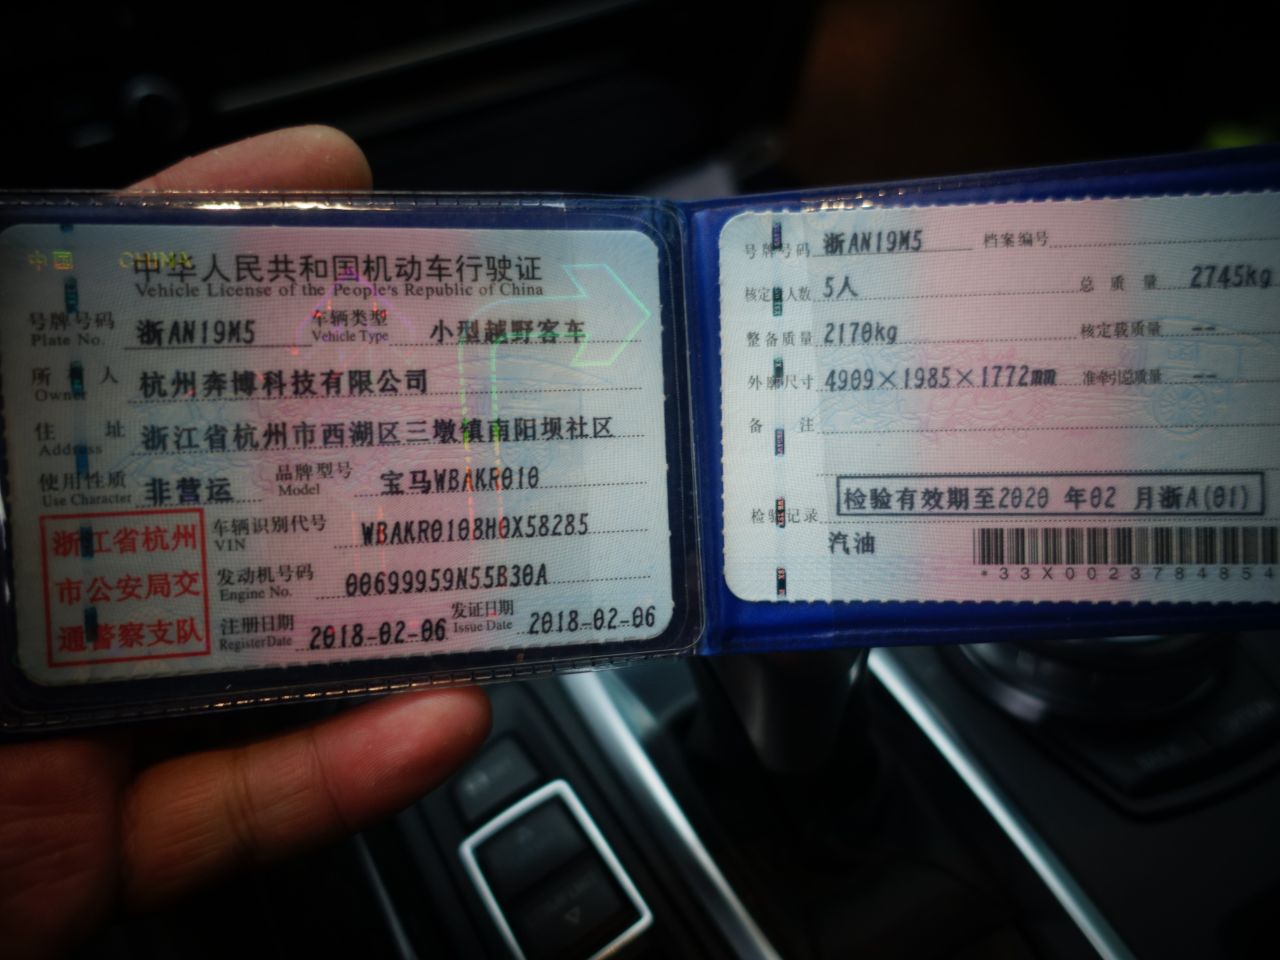 中国 CHINA
中华人民共和国机动车行驶证
Vehicle License of the People's Republic of China
号牌号码 浙AN19M5 车辆类型 小型越野客车
Plate No. Vehicle Type
所有人 杭州奔博科技有限公司
Owner
住址 浙江省杭州市西湖区三墩镇南阳坝社区
Address
使用性质 非营运 品牌型号 宝马WBAKR010
Use Character Model
浙江省杭州
市公安局交
通警察支队
车辆识别代号 WBAKR0108H0X58285
VIN
发动机号码 00699959N55B30A
Engine No.
注册日期 2018-02-06 发证日期 2018-02-06
Register Date Issue Date
号牌号码 浙AN19M5 档案编号
核定载人数 5人 总质量 2745kg
整备质量 2170kg 核定载质量 --
外廓尺寸 4909×1985×1772mm 准牵引总质量 --
备注
检验记录 检验有效期至2020年02月浙A(01)
汽油
*33X0023784854